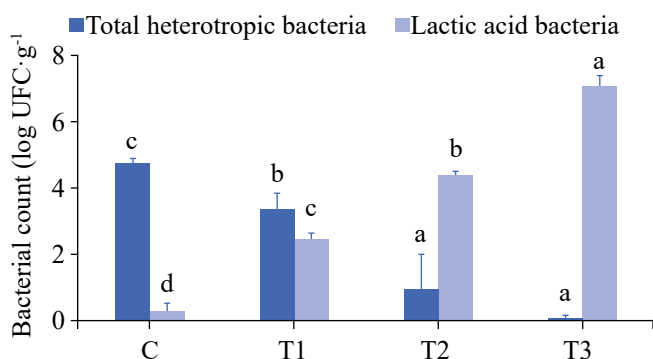 Total heterotropic bacteria Lactic acid bacteria
Bacterial count (log UFC·g⁻¹)
8
6
4
2
0
c
d
b
c
a
b
a
a
C T1 T2 T3